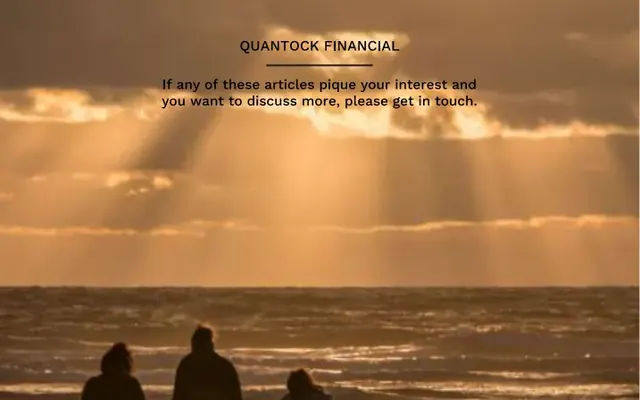 QUANTOCK FINANCIAL
If any of these articles pique your interest and
you want to discuss more, please get in touch.